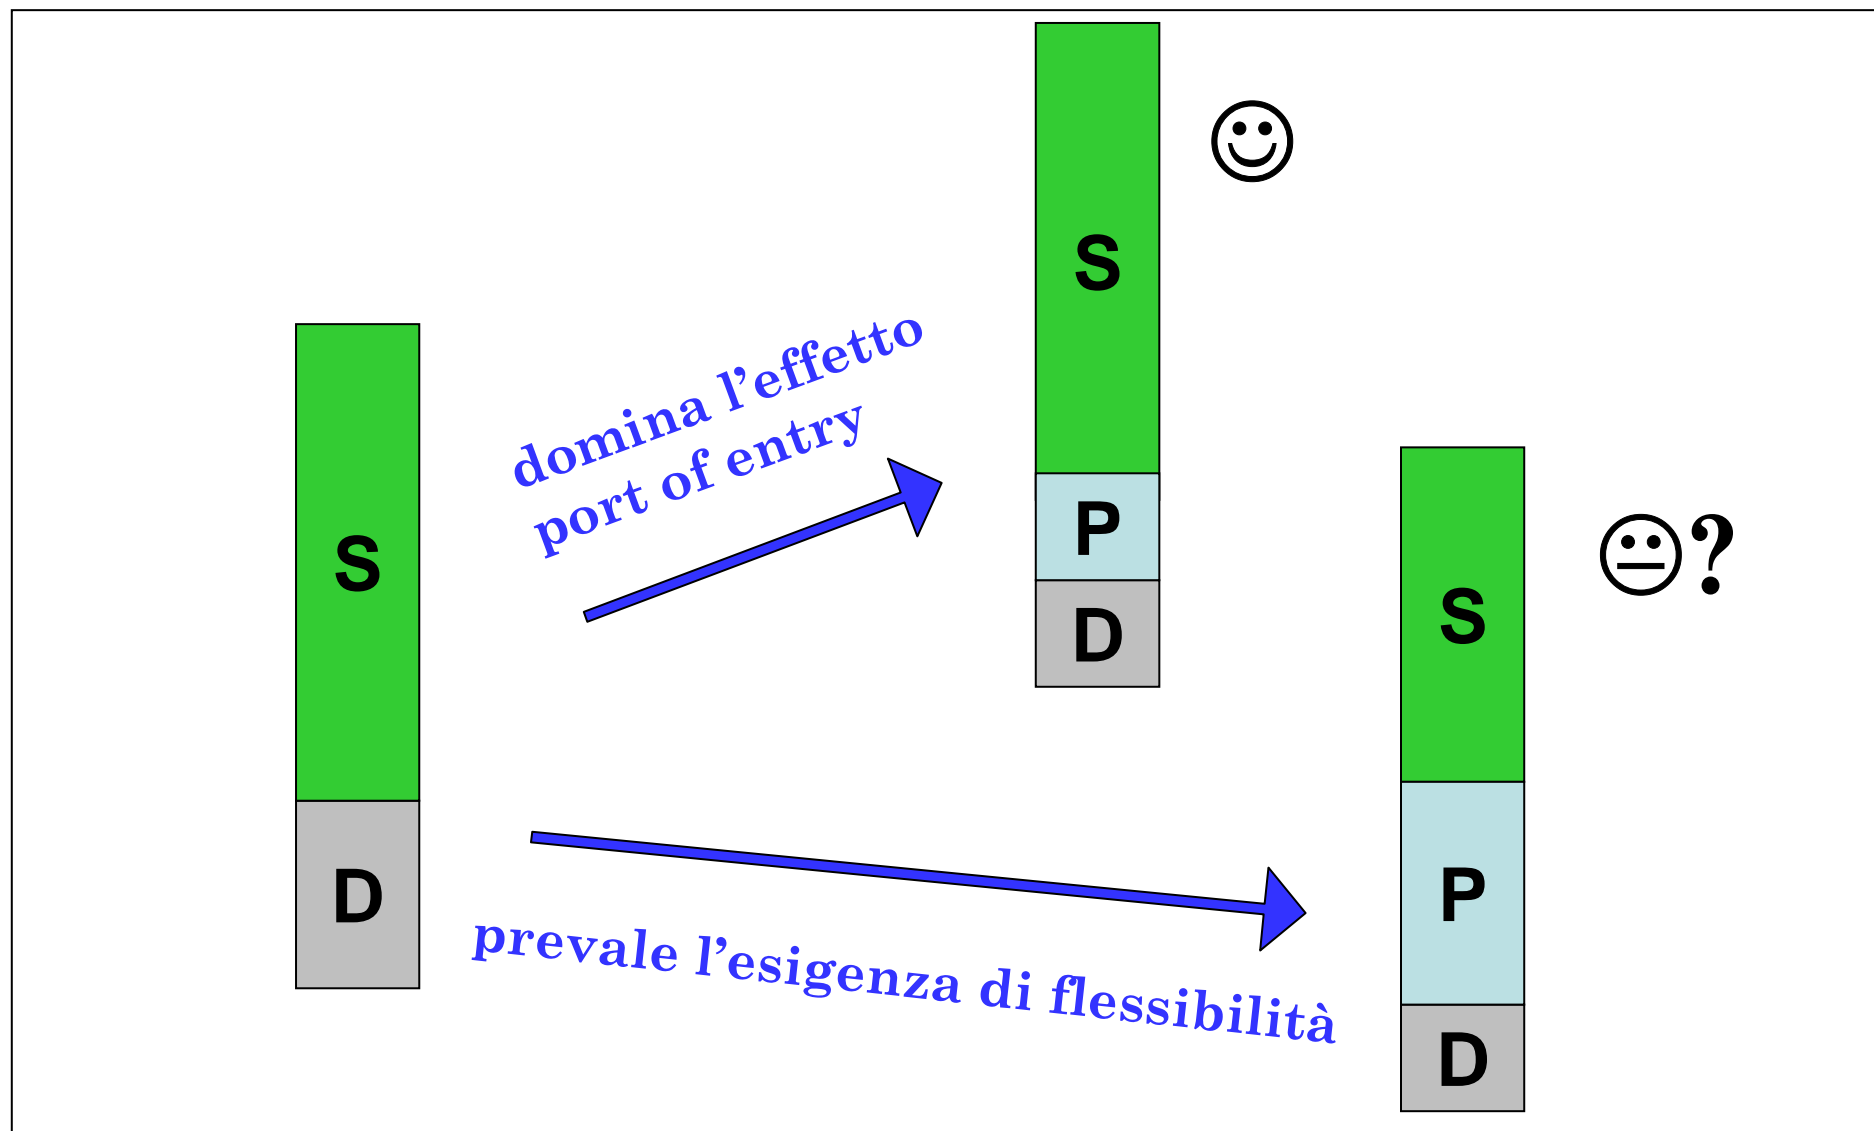 S
D
domina l'effetto
port of entry
S
P
D
prevale l'esigenza di flessibilità
S
P
D
?